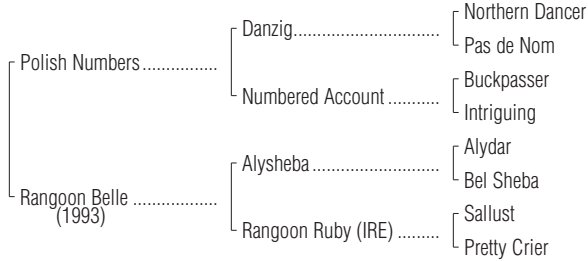 Northern Dancer
Danzig..............................
Pas de Nom
Polish Numbers ................
Buckpasser
Numbered Account ...........
Intriguing
Alydar
Alysheba ..........................
Bel Sheba
Rangoon Belle ..................
(1993)
Sallust
Rangoon Ruby (IRE) .........
Pretty Crier